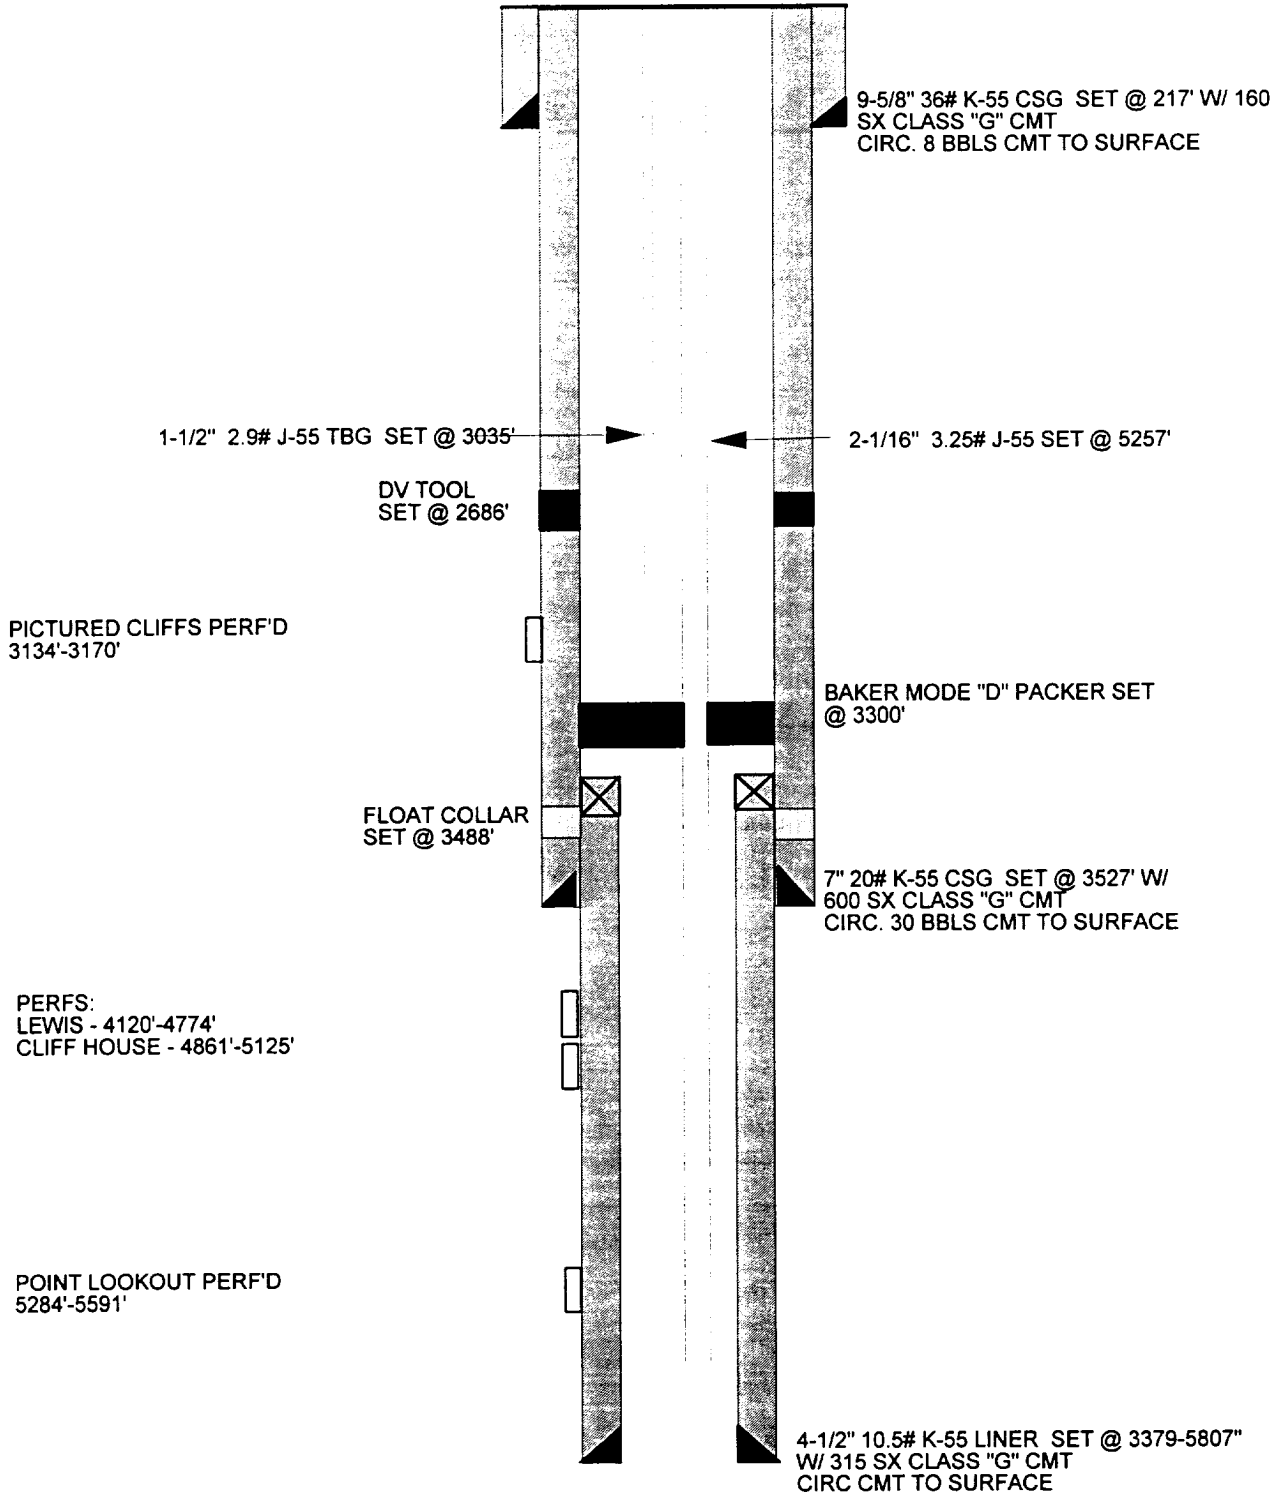 9-5/8" 36# K-55 CSG SET @ 217' W/ 160
SX CLASS "G" CMT
CIRC. 8 BBLS CMT TO SURFACE
1-1/2" 2.9# J-55 TBG SET @ 3035'
2-1/16" 3.25# J-55 SET @ 5257'
DV TOOL
SET @ 2686'
PICTURED CLIFFS PERF'D
3134'-3170'
BAKER MODE "D" PACKER SET
@ 3300'
FLOAT COLLAR
SET @ 3488'
7" 20# K-55 CSG SET @ 3527' W/
600 SX CLASS "G" CMT
CIRC. 30 BBLS CMT TO SURFACE
PERFS:
LEWIS - 4120'-4774'
CLIFF HOUSE - 4861'-5125'
POINT LOOKOUT PERF'D
5284'-5591'
4-1/2" 10.5# K-55 LINER SET @ 3379-5807"
W/ 315 SX CLASS "G" CMT
CIRC CMT TO SURFACE